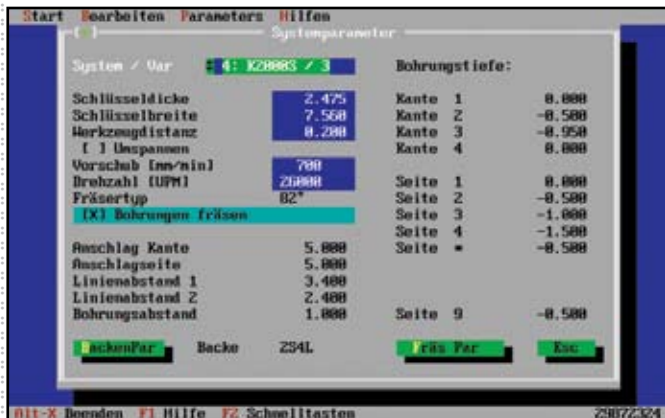 Start Bearbeiten Parameters Hilfen
Systemparameter
System / Var 4: KZ000S / 3 Bohrungstiefe:
Schlüsseldicke 2.475 Kante 1 0.000
Schlüsselbreite 7.560 Kante 2 -0.500
Werkzeugdistanz 0.200 Kante 3 -0.950
[ ] Umspannen Kante 4 0.000
Vorschub [mm/min] 700
Drehzahl [UPM] 26000 Seite 1 0.000
Fräsertyp 82° Seite 2 -0.500
[X] Bohrungen fräsen Seite 3 -1.000
Seite 4 -1.500
Anschlag Kante 5.000 Seite * -0.500
Anschlagseite 5.000
Linienabstand 1 3.400
Linienabstand 2 2.400
Bohrungsabstand 1.000 Seite 9 -0.500
BackenPar Backe ZS4L Fräs Par Esc
Alt-X Beenden F1 Hilfe F2 Schnelltasten 29872324